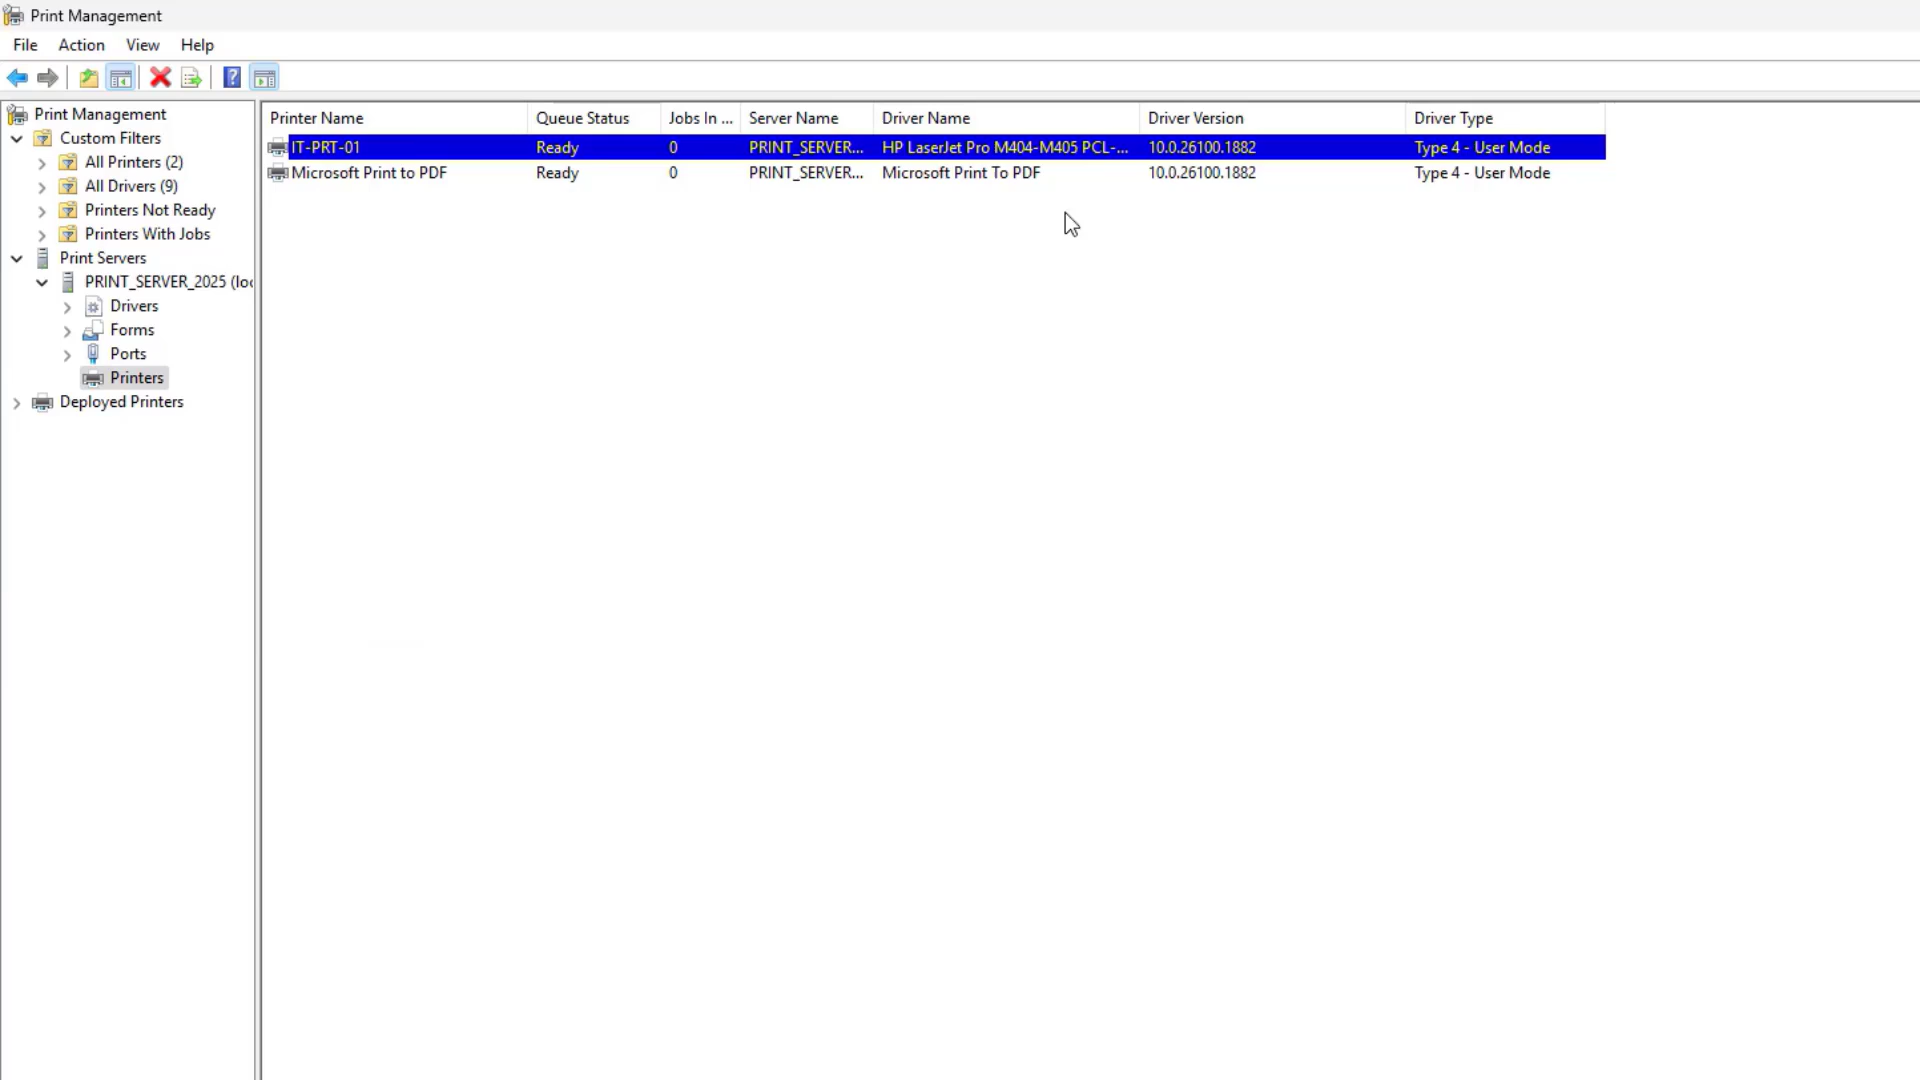 Print Management
File Action View Help
Print Management
Custom Filters
All Printers (2)
All Drivers (9)
Printers Not Ready
Printers With Jobs
Print Servers
PRINT_SERVER_2025 (loc
Drivers
Forms
Ports
Printers
Deployed Printers
Printer Name Queue Status Jobs In ... Server Name Driver Name Driver Version Driver Type
IT-PRT-01 Ready 0 PRINT_SERVER... HP LaserJet Pro M404-M405 PCL-... 10.0.26100.1882 Type 4 - User Mode
Microsoft Print to PDF Ready 0 PRINT_SERVER... Microsoft Print To PDF 10.0.26100.1882 Type 4 - User Mode